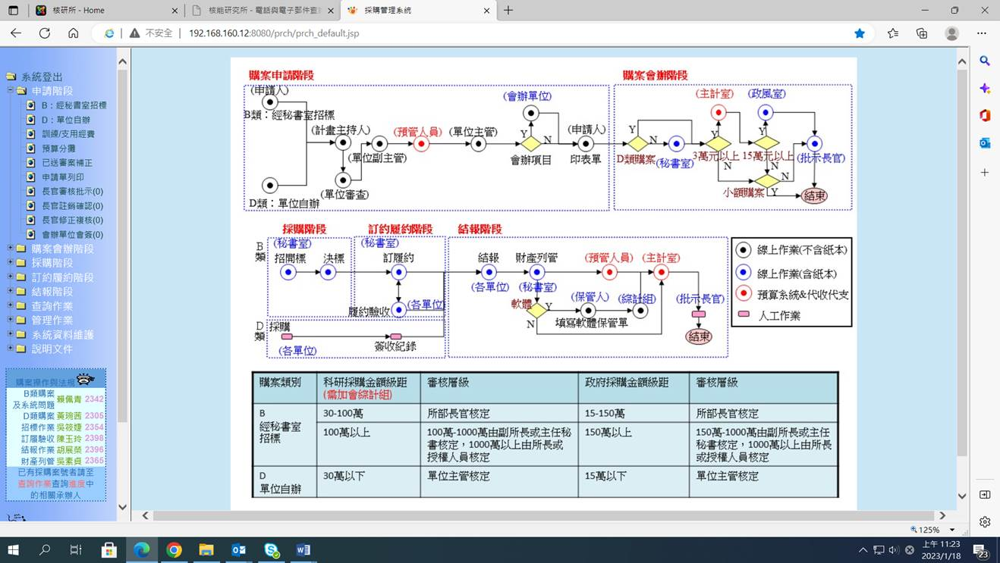 核研所 - Home
核能研究所 - 電話與電子郵件查
採購管理系統
不安全
192.168.160.12:8080/prch/prch_default.jsp
系統登出
申請階段
B：經秘書室招標
D：單位自辦
訓練/支用經費
預算分攤
已送審案補正
申請單列印
長官審核批示(0)
長官註銷確認(0)
長官修正複核(0)
會辦單位會簽(0)
購案會辦階段
採購階段
訂約履約階段
結報階段
查詢作業
管理作業
系統資料維護
說明文件
購案操作與法規
B類購案
及系統問題 賴佩青 2342
D類購案 黃琬茜 2305
招標作業 吳筱婕 2354
訂履驗收 陳玉玲 2398
結報作業 胡展榮 2396
財產列管 吳素貞 2365
已有採購案號者請至
查詢作業查詢進度中
的相關承辦人
購案申請階段
(申請人)
B類：經秘書室招標
(計畫主持人)
(單位副主管)
(預管人員)
(單位主管)
(會辦單位)
Y
N
會辦項目
(申請人)
印表單
(單位審查)
D類：單位自辦
購案會辦階段
(主計室)
(政風室)
Y
N
D類購案
(秘書室)
Y
3萬元以上
N
Y
15萬元以上
N
(批示長官)
N
小額購案
Y
結束
採購階段
訂約履約階段
結報階段
B
類
(秘書室)
招開標
決標
(秘書室)
訂履約
履約驗收
(各單位)
結報
(各單位)
財產列管
(秘書室)
(預管人員)
(主計室)
軟體
Y
N
(保管人)
填寫軟體保管單
(綜計組)
(批示長官)
結束
D
類
採購
(各單位)
簽收紀錄
線上作業(不含紙本)
線上作業(含紙本)
預算系統&代收代支
人工作業
購案類別
科研採購金額級距
(需加會綜計組)
審核層級
政府採購金額級距
審核層級
B
經秘書室
招標
30-100萬
所部長官核定
15-150萬
所部長官核定
100萬以上
100萬-1000萬由副所長或主任秘
書核定，1000萬以上由所長或
授權人員核定
150萬以上
150萬-1000萬由副所長或主任
秘書核定，1000萬以上由所長
或授權人員核定
D
單位自辦
30萬以下
單位主管核定
15萬以下
單位主管核定
125%
上午 11:23
2023/1/18
23